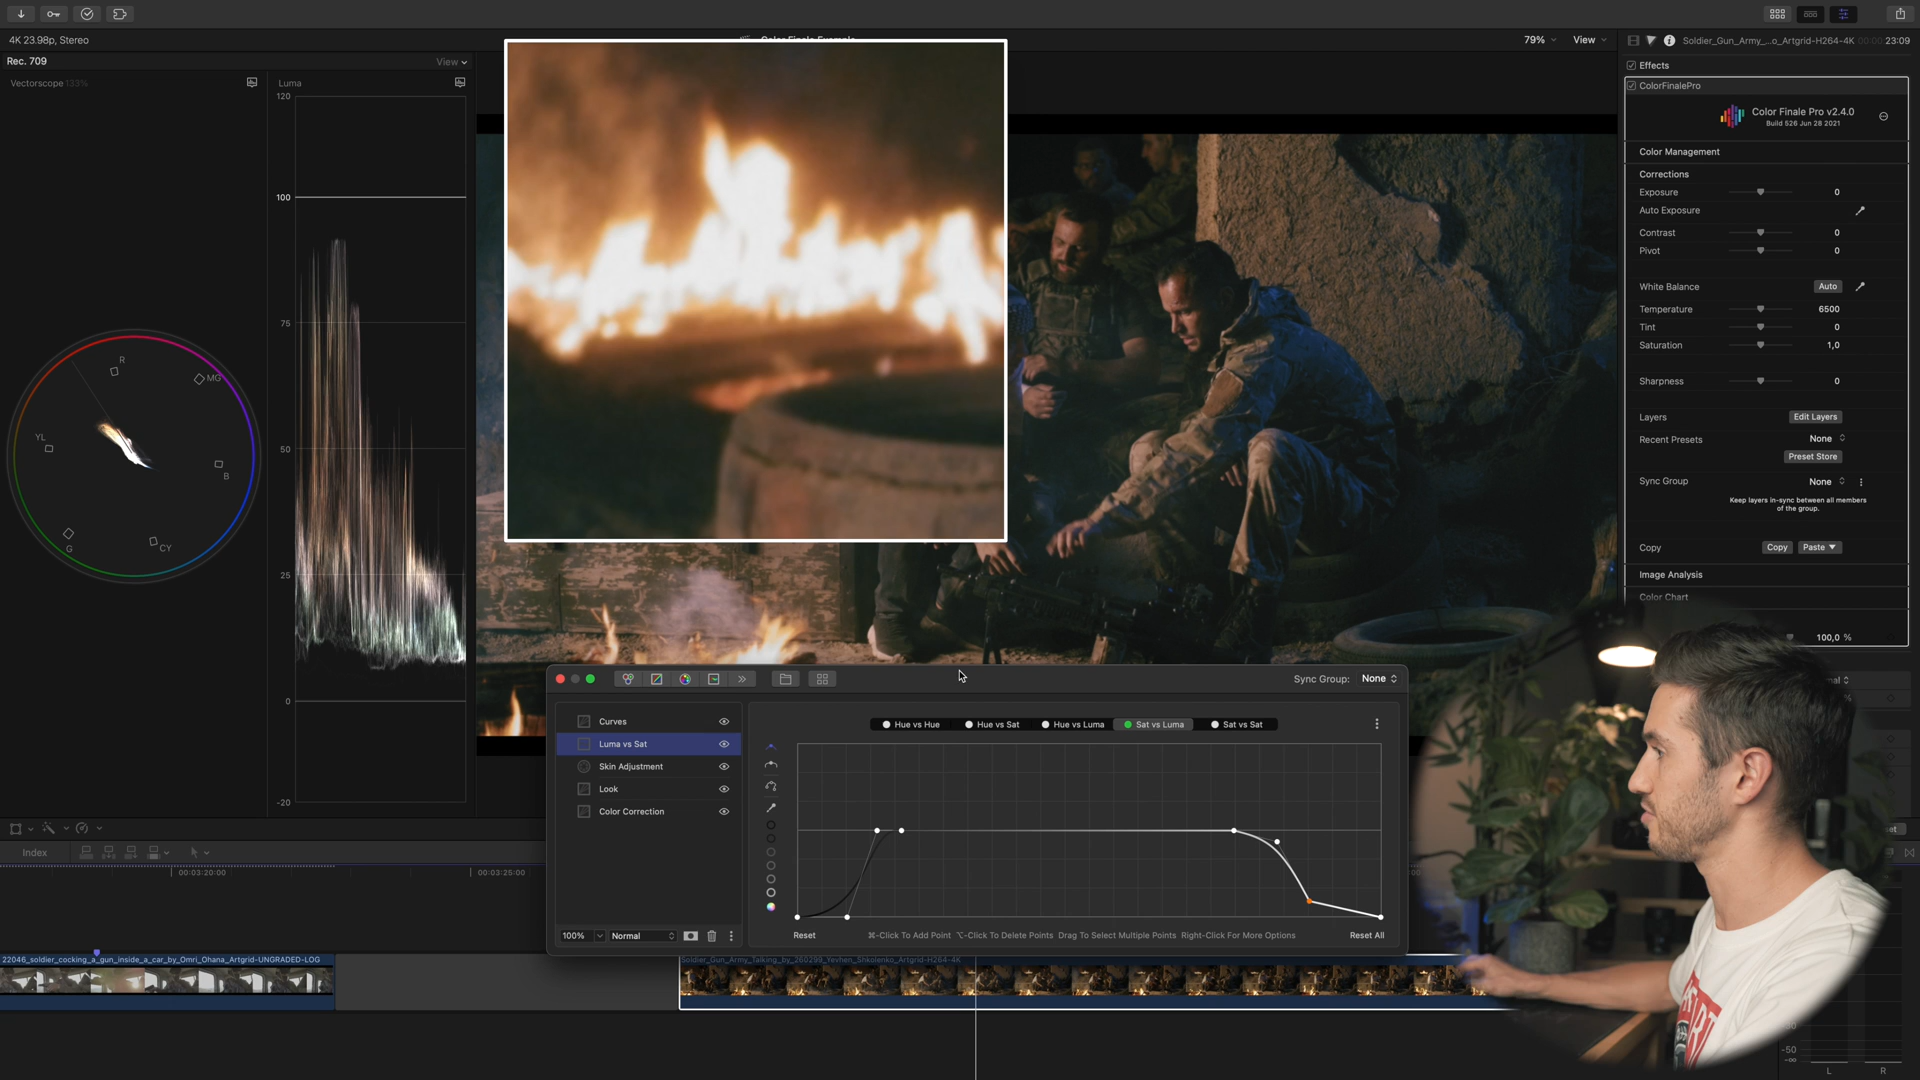 4K 23.98p, Stereo
Color Finale Example
79%
View
Soldier_Gun_Army_...o_Artgrid-H264-4K
00:00:23:09
Rec. 709
View
Vectorscope 133%
Luma
120
100
75
50
25
0
-20
R
MG
YL
B
G
CY
Effects
ColorFinalePro
Color Finale Pro v2.4.0
Build 526 Jun 28 2021
Color Management
Corrections
Exposure
0
Auto Exposure
Contrast
0
Pivot
0
White Balance
Auto
Temperature
6500
Tint
0
Saturation
1,0
Sharpness
0
Layers
Edit Layers
Recent Presets
None
Preset Store
Sync Group
None
Keep layers in-sync between all members
of the group.
Copy
Copy
Paste
Image Analysis
Color Chart
100,0 %
Sync Group:
None
Curves
Luma vs Sat
Skin Adjustment
Look
Color Correction
100%
Normal
Hue vs Hue
Hue vs Sat
Hue vs Luma
Sat vs Luma
Sat vs Sat
Reset
⌘-Click To Add Point
⌥-Click To Delete Points
Drag To Select Multiple Points
Right-Click For More Options
Reset All
Index
00:03:20:00
00:03:25:00
22046_soldier_cocking_a_gun_inside_a_car_by_Omri_Ohana_Artgrid-UNGRADED-LOG
Soldier_Gun_Army_Talking_by_260299_Yevhen_Shkolenko_Artgrid-H264-4K
-50
-∞
L
R